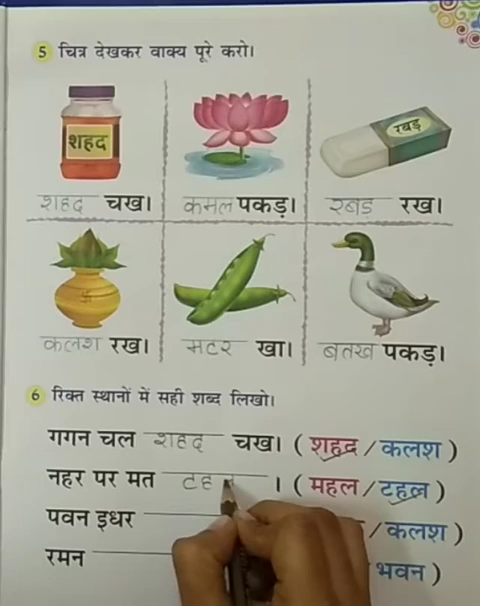 5 चित्र देखकर वाक्य पूरे करो।
शहद
रबड़
शहद चख। कमल पकड़। रबड रख।
कलश रख। मटर खा। बतख पकड़।
6 रिक्त स्थानों में सही शब्द लिखो।
गगन चल शहद चख। ( शहद / कलश )
नहर पर मत टह । ( महल / टहल )
पवन इधर / कलश )
रमन भवन )